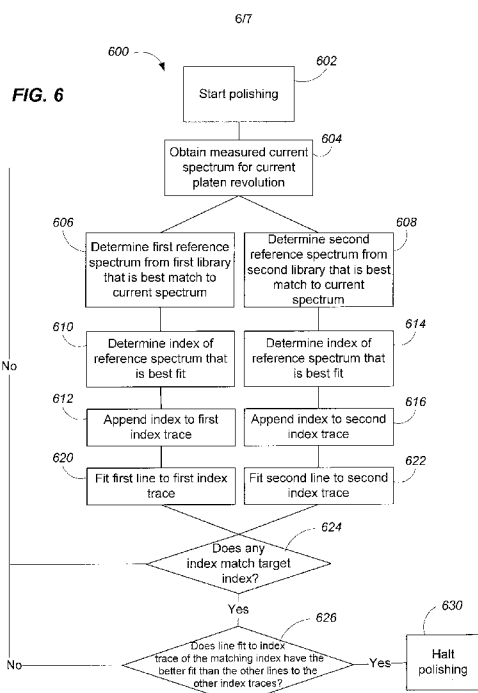 6/7
600
602
FIG. 6
Start polishing
604
Obtain measured current
spectrum for current
platen revolution
606
608
Determine first reference
spectrum from first library
that is best match to
current spectrum
Determine second
reference spectrum from
second library that is best
match to current
spectrum
610
614
Determine index of
reference spectrum that
is best fit
Determine index of
reference spectrum that
is best fit
No
612
616
Append index to first
index trace
Append index to second
index trace
620
622
Fit first line to first index
trace
Fit second line to second
index trace
624
Does any
index match target
index?
Yes
626
630
Does line fit to index
trace of the matching index have the
better fit than the other lines to the
other index traces?
No
Yes
Halt
polishing